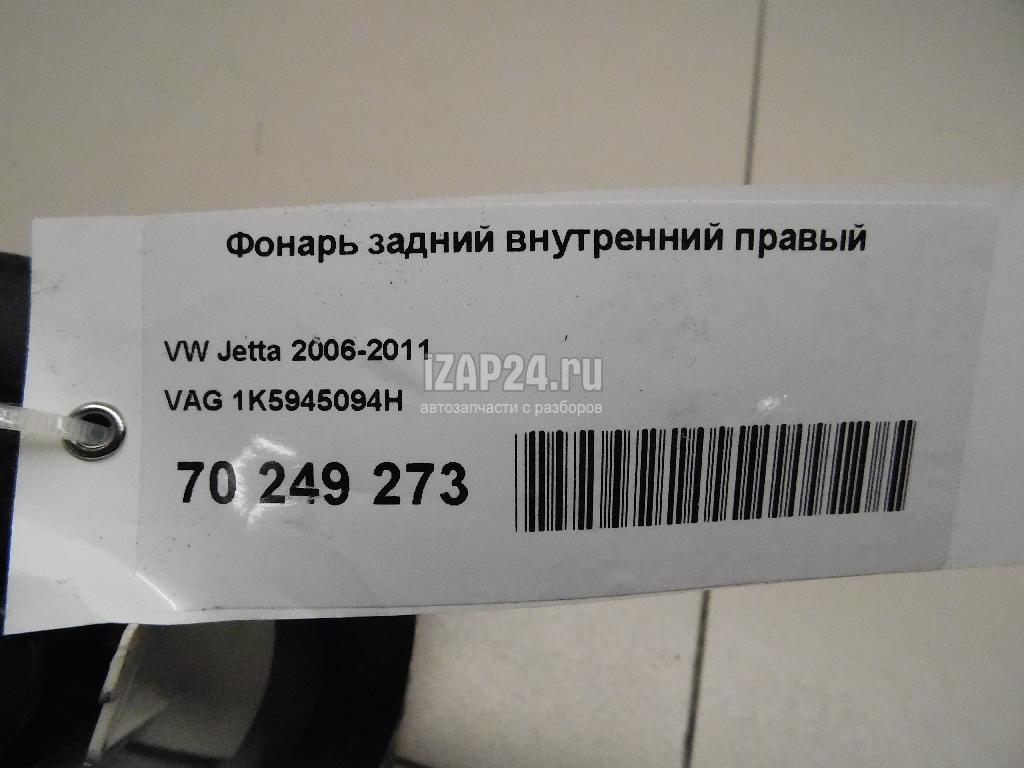 Фонарь задний внутренний правый
VW Jetta 2006-2011
iZAP24.ru
VAG 1K5945094H
автозапчасти с разборов
70 249 273